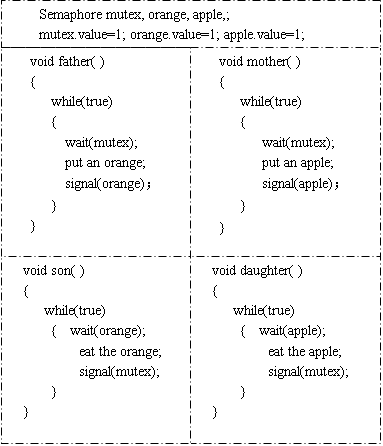 Semaphore mutex, orange, apple,;
mutex.value=1; orange.value=1; apple.value=1;
void father( )
{
while(true)
{
wait(mutex);
put an orange;
signal(orange)；
}
}
void mother( )
{
while(true)
{
wait(mutex);
put an apple;
signal(apple)；
}
}
void son( )
{
while(true)
{ wait(orange);
eat the orange;
signal(mutex);
}
}
void daughter( )
{
while(true)
{ wait(apple);
eat the apple;
signal(mutex);
}
}